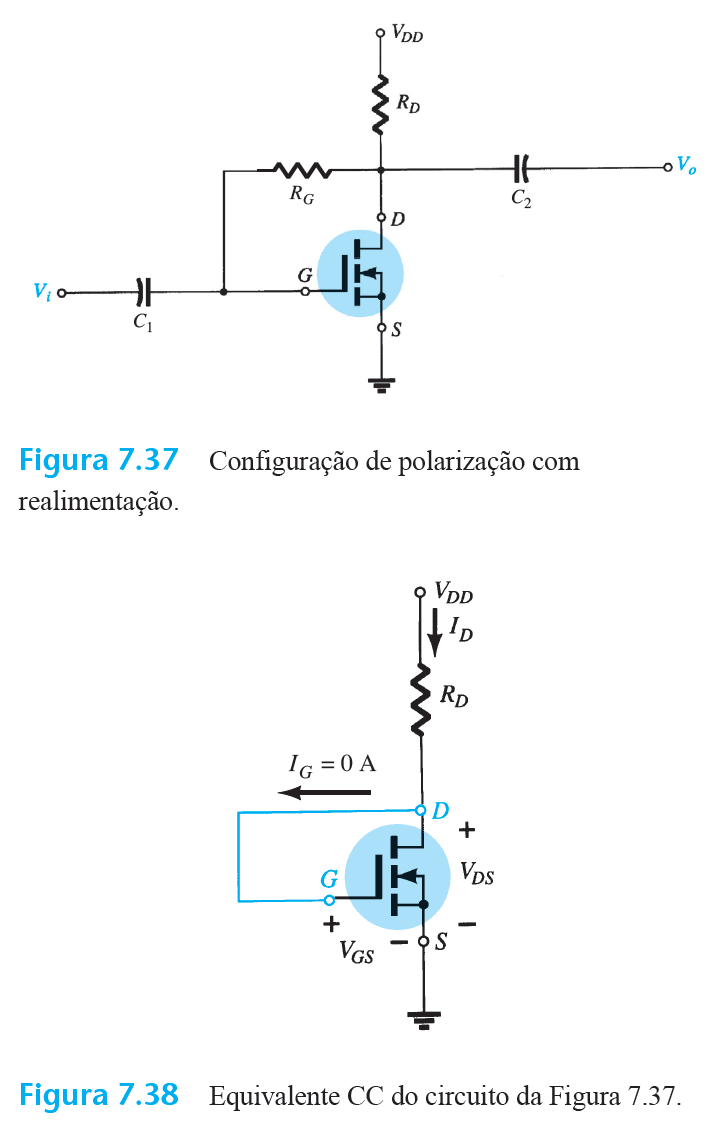 V_DD
R_D
V_o
R_G
C_2
D
G
V_i
C_1
S
Figura 7.37 Configuração de polarização com
realimentação.
V_DD
I_D
R_D
I_G = 0 A
D
+
V_DS
G
+
−
−
S
V_GS
Figura 7.38 Equivalente CC do circuito da Figura 7.37.